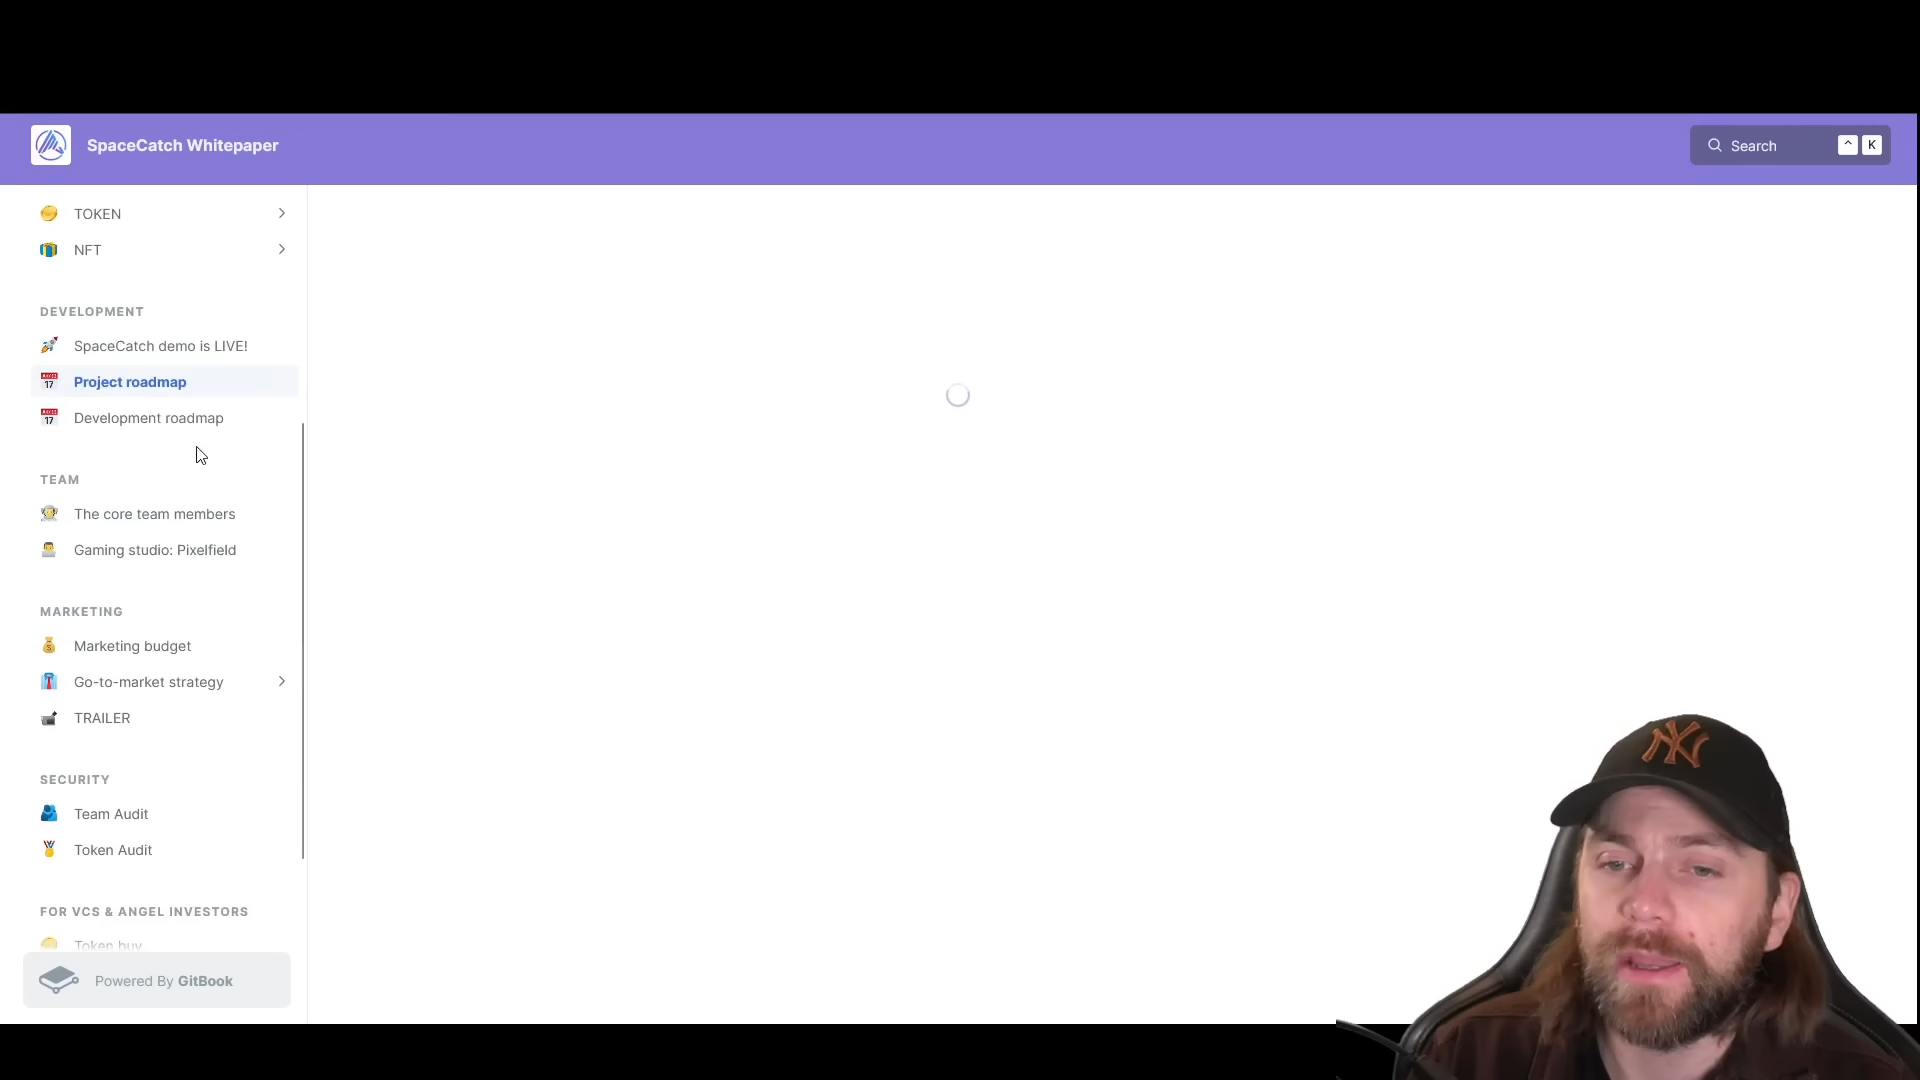 SpaceCatch Whitepaper
Search
^ K
TOKEN
NFT
DEVELOPMENT
SpaceCatch demo is LIVE!
Project roadmap
Development roadmap
TEAM
The core team members
Gaming studio: Pixelfield
MARKETING
Marketing budget
Go-to-market strategy
TRAILER
SECURITY
Team Audit
Token Audit
FOR VCS & ANGEL INVESTORS
Token buy
Powered By GitBook
NY